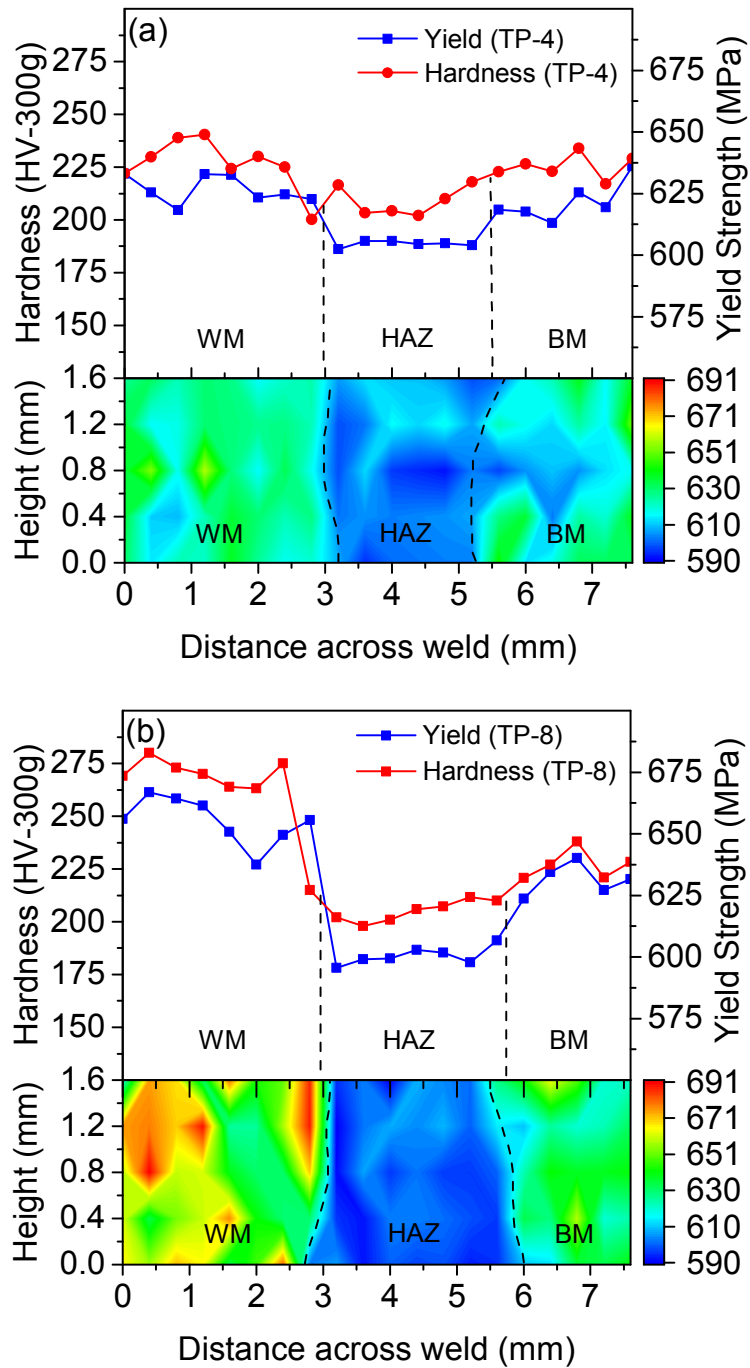 (a)
Yield (TP-4)
Hardness (TP-4)
Hardness (HV-300g)
275
250
225
200
175
150
675
650
625
600
575
Yield Strength (MPa)
WM HAZ BM
Height (mm)
1.6
1.2
0.8
0.4
0.0
WM HAZ BM
691
671
651
630
610
590
0 1 2 3 4 5 6 7
Distance across weld (mm)
(b)
Yield (TP-8)
Hardness (TP-8)
Hardness (HV-300g)
275
250
225
200
175
150
675
650
625
600
575
Yield Strength (MPa)
WM HAZ BM
Height (mm)
1.6
1.2
0.8
0.4
0.0
WM HAZ BM
691
671
651
630
610
590
0 1 2 3 4 5 6 7
Distance across weld (mm)